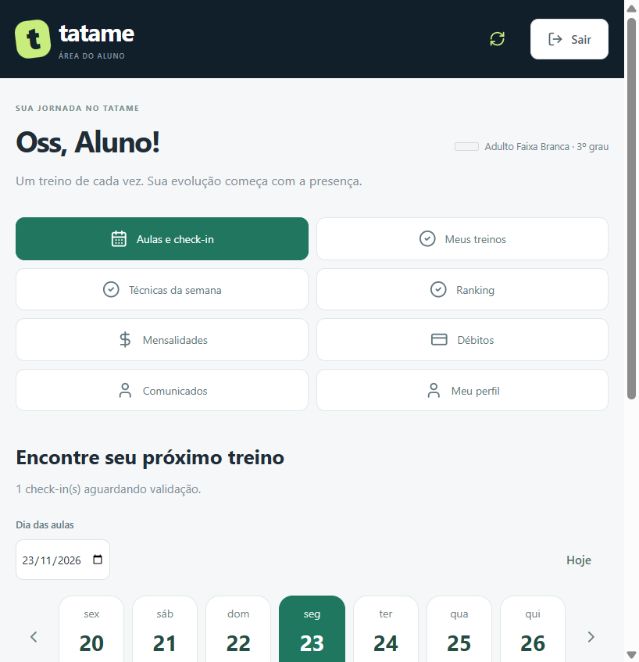 t tatame
ÁREA DO ALUNO
Sair
SUA JORNADA NO TATAME
Oss, Aluno!
Adulto Faixa Branca · 3º grau
Um treino de cada vez. Sua evolução começa com a presença.
Aulas e check-in
Meus treinos
Técnicas da semana
Ranking
Mensalidades
Débitos
Comunicados
Meu perfil
Encontre seu próximo treino
1 check-in(s) aguardando validação.
Dia das aulas
23/11/2026
Hoje
sex sáb dom seg ter qua qui
20 21 22 23 24 25 26